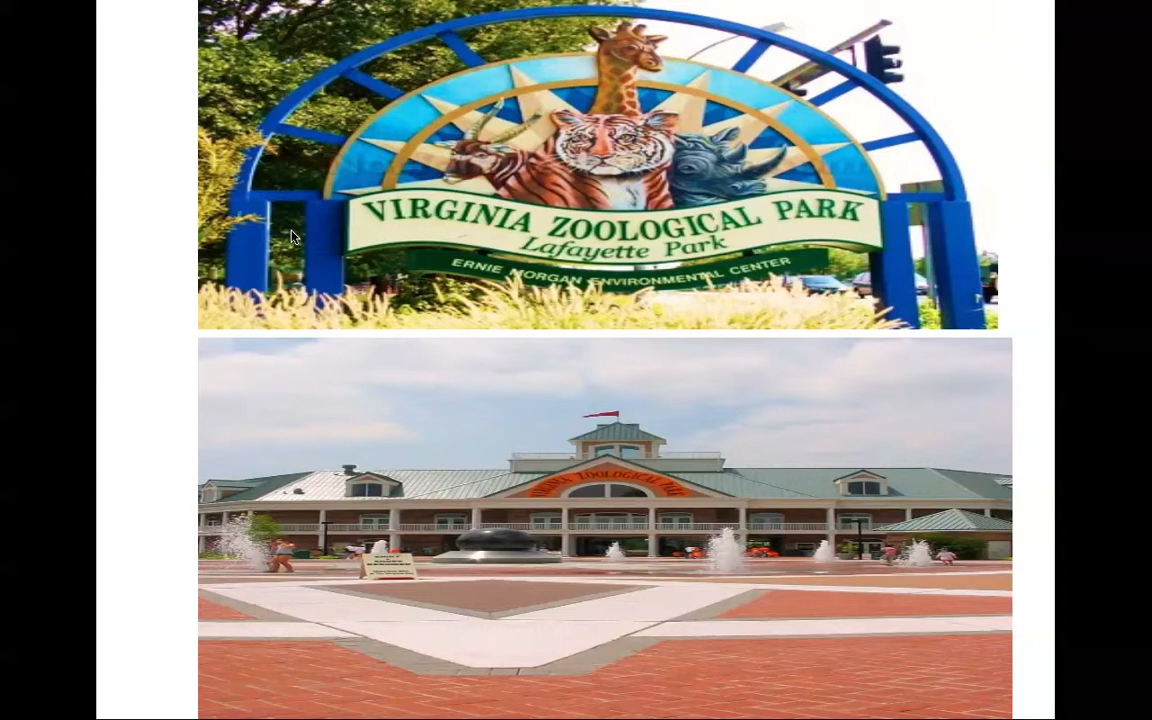 VIRGINIA ZOOLOGICAL PARK
Lafayette Park
ERNIE MORGAN ENVIRONMENTAL CENTER
VIRGINIA ZOOLOGICAL PARK